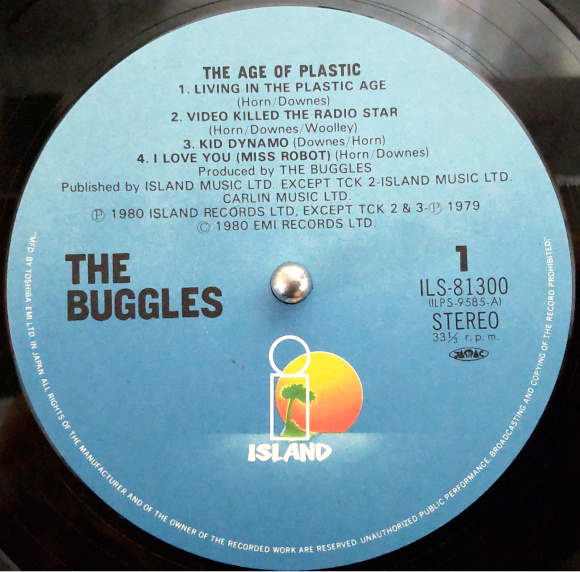 THE AGE OF PLASTIC
1. LIVING IN THE PLASTIC AGE
(Horn/Downes)
2. VIDEO KILLED THE RADIO STAR
(Horn/Downes/Woolley)
3. KID DYNAMO (Downes/Horn)
4. I LOVE YOU (MISS ROBOT) (Horn/Downes)
Produced by THE BUGGLES
Published by ISLAND MUSIC LTD. EXCEPT TCK 2-ISLAND MUSIC LTD.
CARLIN MUSIC LTD.
Ⓟ 1980 ISLAND RECORDS LTD, EXCEPT TCK 2 & 3-Ⓟ 1979
Ⓒ 1980 EMI RECORDS LTD.
THE
BUGGLES
1
ILS-81300
(ILPS-9585-A)
STEREO
33⅓ r.p.m.
JASRAC
ISLAND
"MFD. BY TOSHIBA EMI LTD. IN JAPAN. ALL RIGHTS OF THE MANUFACTURER AND OF THE OWNER OF THE RECORDED WORK ARE RESERVED. UNAUTHORIZED PUBLIC PERFORMANCE, BROADCASTING AND COPYING OF THE RECORD PROHIBITED."